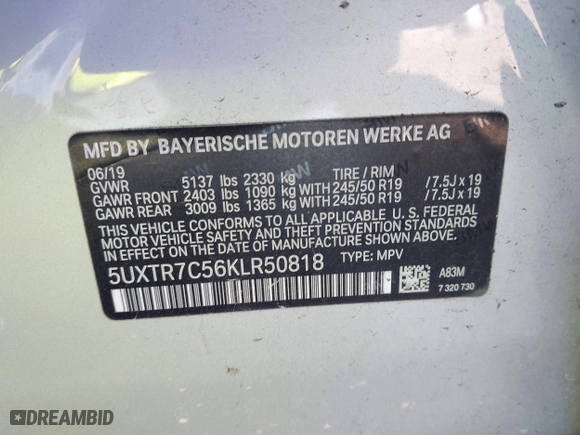 MFD BY BAYERISCHE MOTOREN WERKE AG
06/19
GVWR 5137 lbs 2330 kg TIRE / RIM
GAWR FRONT 2403 lbs 1090 kg WITH 245/50 R19 / 7.5J x 19
GAWR REAR 3009 lbs 1365 kg WITH 245/50 R19 / 7.5J x 19
THIS VEHICLE CONFORMS TO ALL APPLICABLE U. S. FEDERAL
MOTOR VEHICLE SAFETY, BUMPER, AND THEFT PREVENTION
STANDARDS IN EFFECT ON THE DATE OF MANUFACTURE SHOWN ABOVE.
5UXTR7C56KLR50818 TYPE: MPV
A83M
7 320 730
DREAMBID